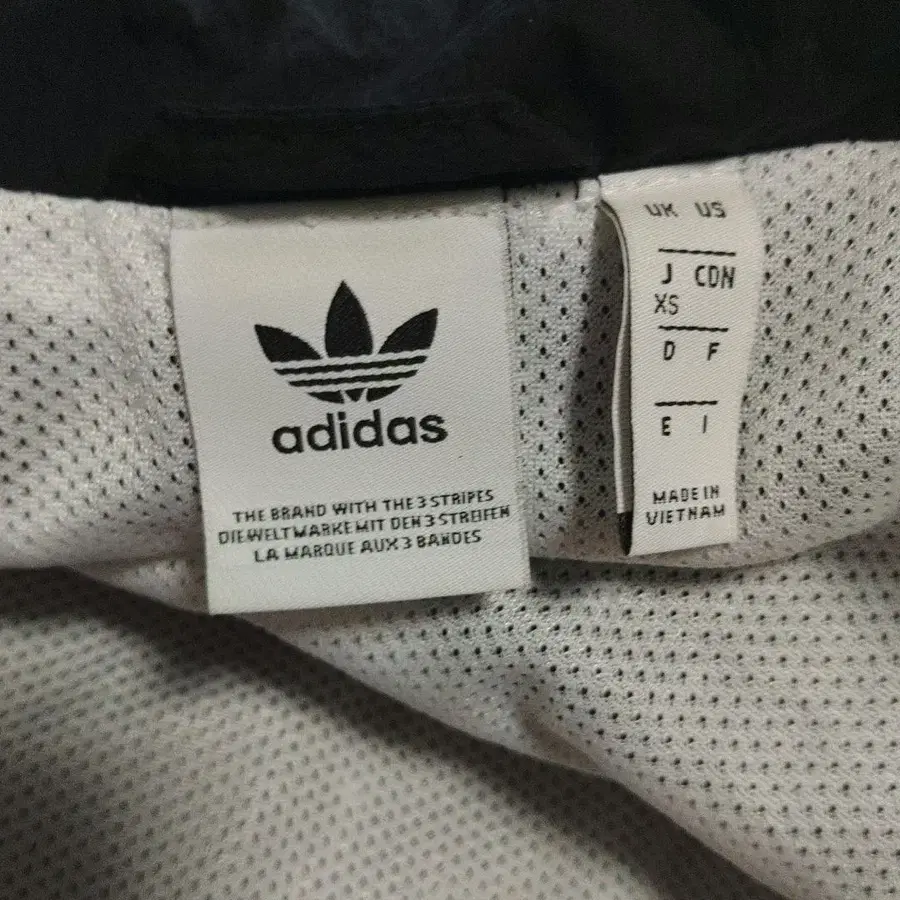 adidas
THE BRAND WITH THE 3 STRIPES
DIE WELTMARKE MIT DEN 3 STREIFEN
LA MARQUE AUX 3 BANDES
UK US
J CDN
XS
D F
E I
MADE IN
VIETNAM